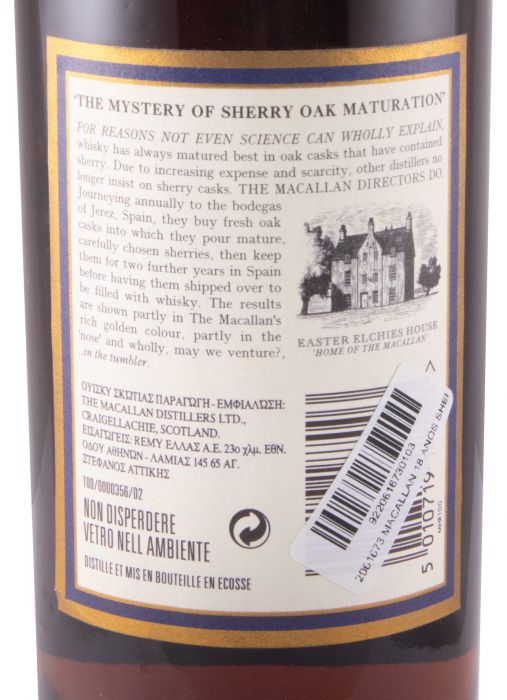 'THE MYSTERY OF SHERRY OAK MATURATION'
FOR REASONS NOT EVEN SCIENCE CAN WHOLLY EXPLAIN,
whisky has always matured best in oak casks that have contained
sherry. Due to increasing expense and scarcity, other distillers no
longer insist on sherry casks. THE MACALLAN DIRECTORS DO.
Journeying annually to the bodegas
of Jerez, Spain, they buy fresh oak
casks into which they pour mature,
carefully chosen sherries, then keep
them for two further years in Spain
before having them shipped over to
be filled with whisky. The results
are shown partly in The Macallan's
rich golden colour, partly in the
'nose' and wholly, may we venture?,
..in the tumbler.
EASTER ELCHIES HOUSE
'HOME OF THE MACALLAN'
ΟΥΙΣΚΥ ΣΚΩΤΙΑΣ ΠΑΡΑΓΩΓΗ - ΕΜΦΙΑΛΩΣΗ:
THE MACALLAN DISTILLERS LTD.,
CRAIGELLACHIE, SCOTLAND.
ΕΙΣΑΓΩΓΕΙΣ: REMY ΕΛΛΑΣ Α.Ε. 23ο χλμ. ΕΘΝ.
ΟΔΟΥ ΑΘΗΝΩΝ - ΛΑΜΙΑΣ 145 65 ΑΓ.
ΣΤΕΦΑΝΟΣ ΑΤΤΙΚΗΣ
100/0000356/02
NON DISPERDERE
VETRO NELL AMBIENTE
DISTILLE ET MIS EN BOUTEILLE EN ECOSSE
9220616730103
2061673 MACALLAN 18 ANOS SHER
5 010719
MHR100
>